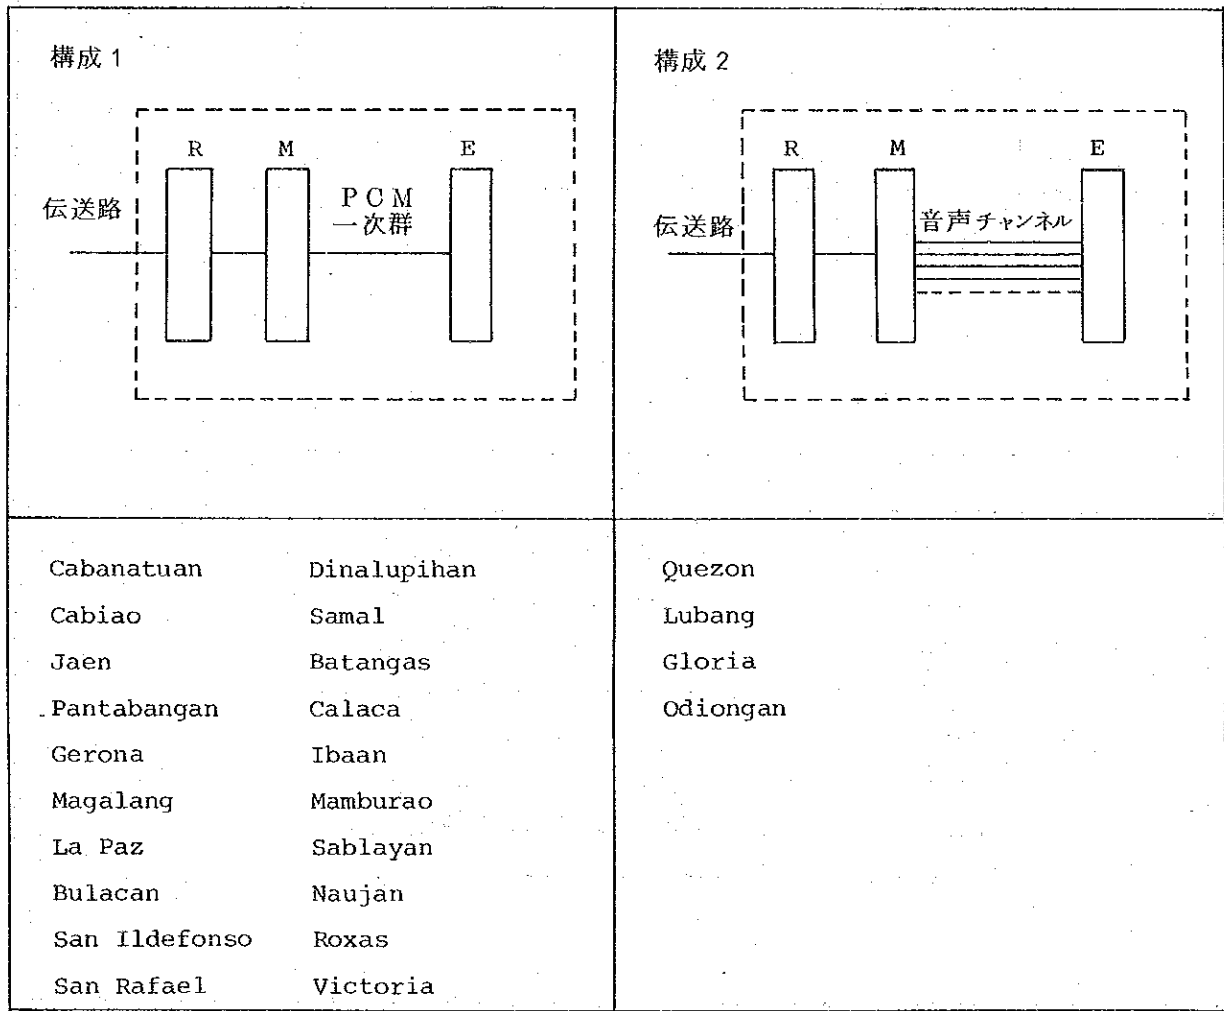 構成 1
R M E
伝送路
PCM
一次群
構成 2
R M E
伝送路
音声チャンネル
Cabanatuan Dinalupihan
Cabiao Samal
Jaen Batangas
Pantabangan Calaca
Gerona Ibaan
Magalang Mamburao
La Paz Sablayan
Bulacan Naujan
San Ildefonso Roxas
San Rafael Victoria
Quezon
Lubang
Gloria
Odiongan